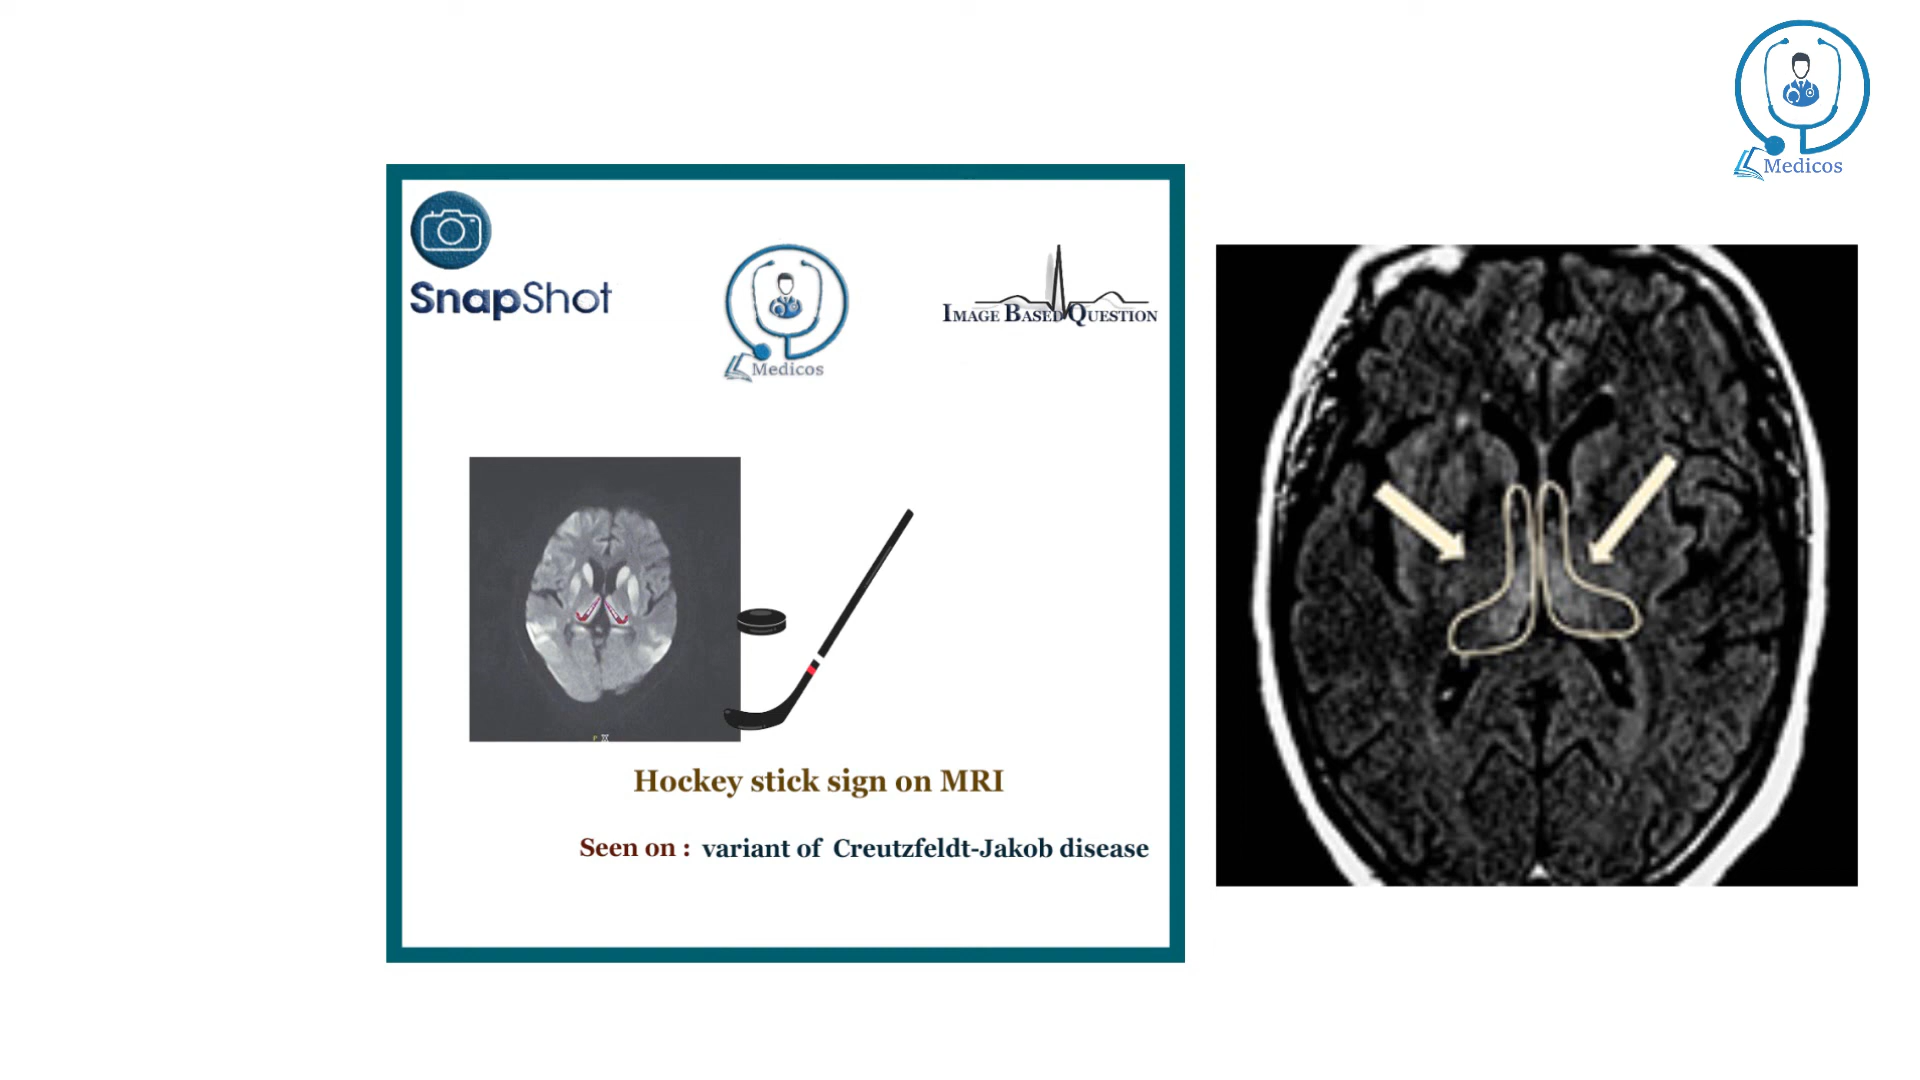 Medicos
SnapShot
Medicos
IMAGE BASED QUESTION
Hockey stick sign on MRI
Seen on : variant of Creutzfeldt-Jakob disease